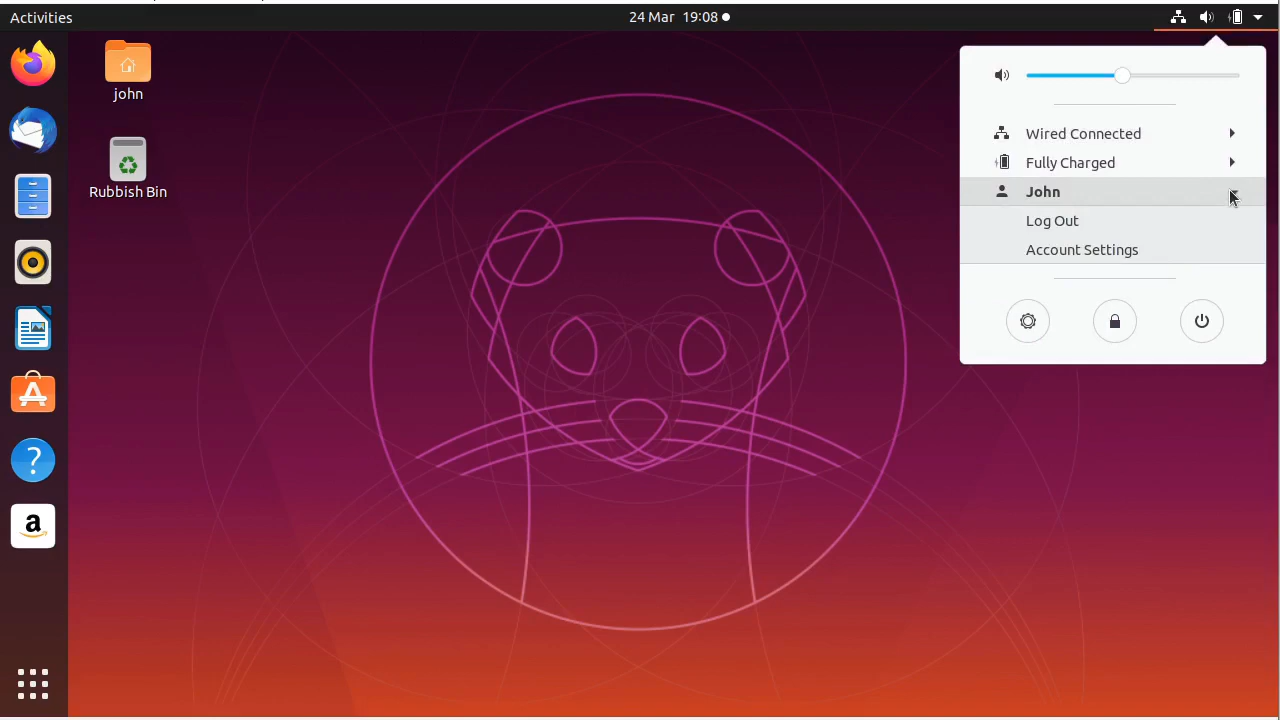 Activities
24 Mar 19:08
john
Rubbish Bin
Wired Connected
Fully Charged
John
Log Out
Account Settings
?
a